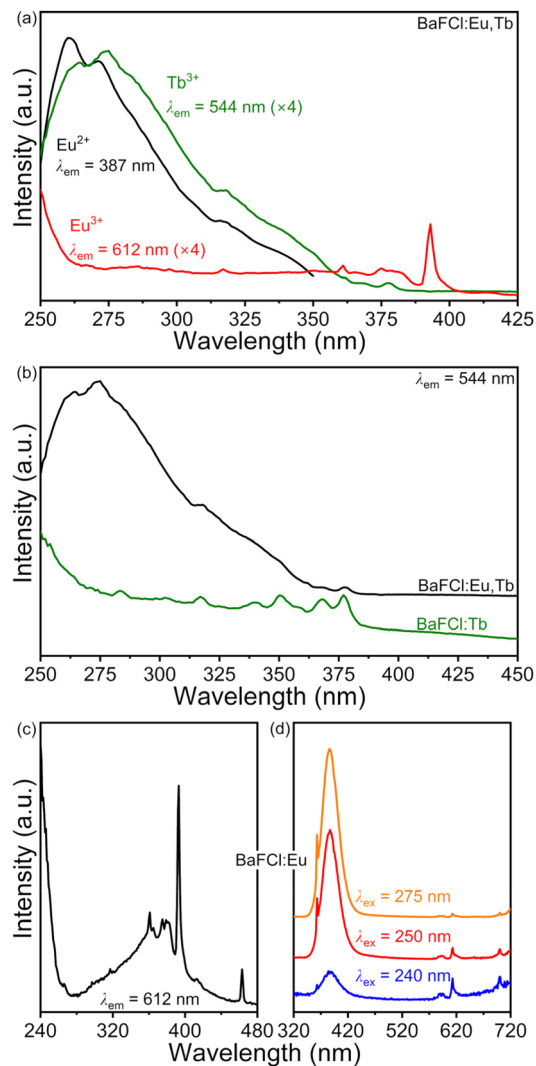 (a)
BaFCl:Eu,Tb
Tb³⁺
λem = 544 nm (×4)
Eu²⁺
λem = 387 nm
Eu³⁺
λem = 612 nm (×4)
Intensity (a.u.)
250 275 300 325 350 375 400 425
Wavelength (nm)
(b)
λem = 544 nm
BaFCl:Eu,Tb
BaFCl:Tb
Intensity (a.u.)
250 275 300 325 350 375 400 425 450
Wavelength (nm)
(c)
(d)
BaFCl:Eu
λex = 275 nm
λex = 250 nm
λex = 240 nm
λem = 612 nm
Intensity (a.u.)
240 320 400 480
320 420 520 620 720
Wavelength (nm)